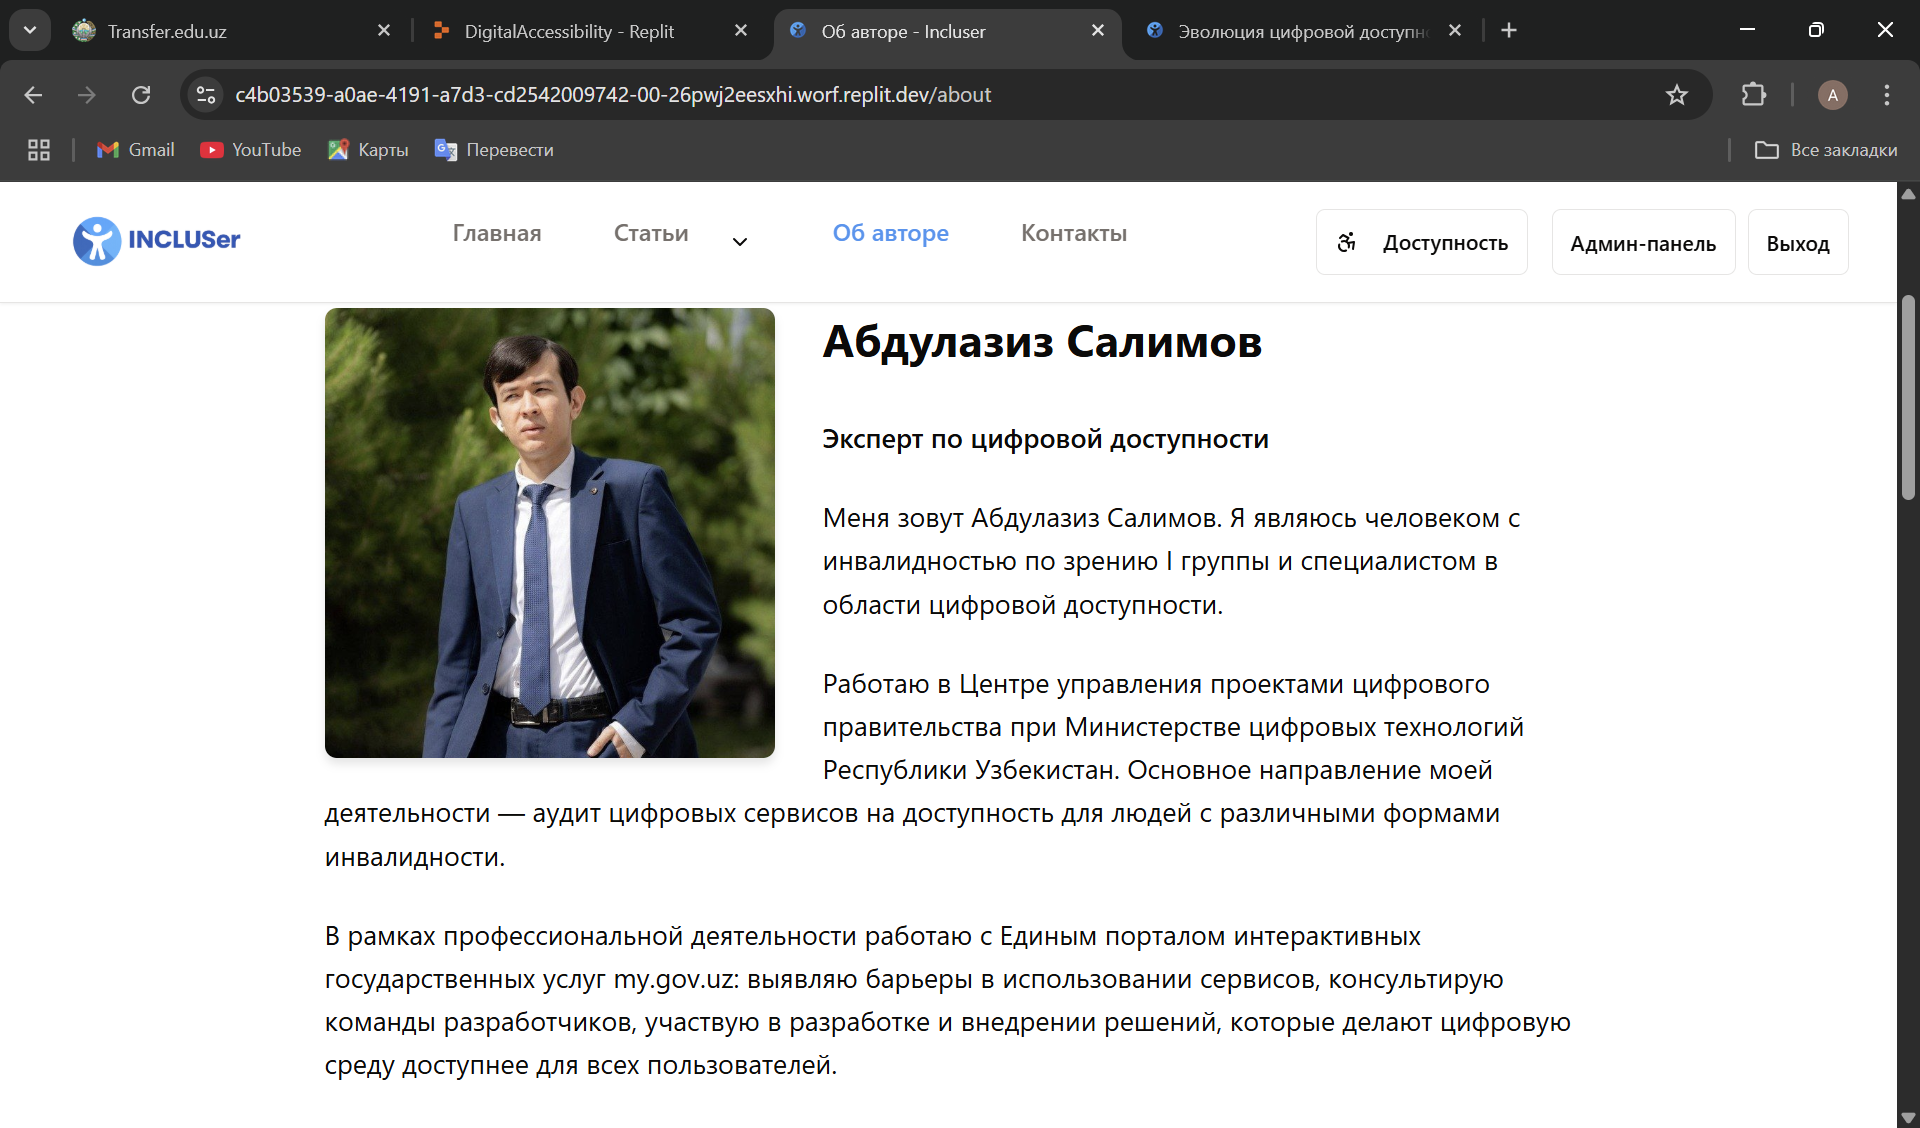 Transfer.edu.uz
DigitalAccessibility - Replit
Об авторе - Incluser
Эволюция цифровой доступн
c4b03539-a0ae-4191-a7d3-cd2542009742-00-26pwj2eesxhi.worf.replit.dev/about
A
Gmail
YouTube
Карты
Перевести
Все закладки
INCLUSer
Главная
Статьи
Об авторе
Контакты
Доступность
Админ-панель
Выход
Абдулазиз Салимов
Эксперт по цифровой доступности
Меня зовут Абдулазиз Салимов. Я являюсь человеком с
инвалидностью по зрению I группы и специалистом в
области цифровой доступности.
Работаю в Центре управления проектами цифрового
правительства при Министерстве цифровых технологий
Республики Узбекистан. Основное направление моей
деятельности — аудит цифровых сервисов на доступность для людей с различными формами
инвалидности.
В рамках профессиональной деятельности работаю с Единым порталом интерактивных
государственных услуг my.gov.uz: выявляю барьеры в использовании сервисов, консультирую
команды разработчиков, участвую в разработке и внедрении решений, которые делают цифровую
среду доступнее для всех пользователей.